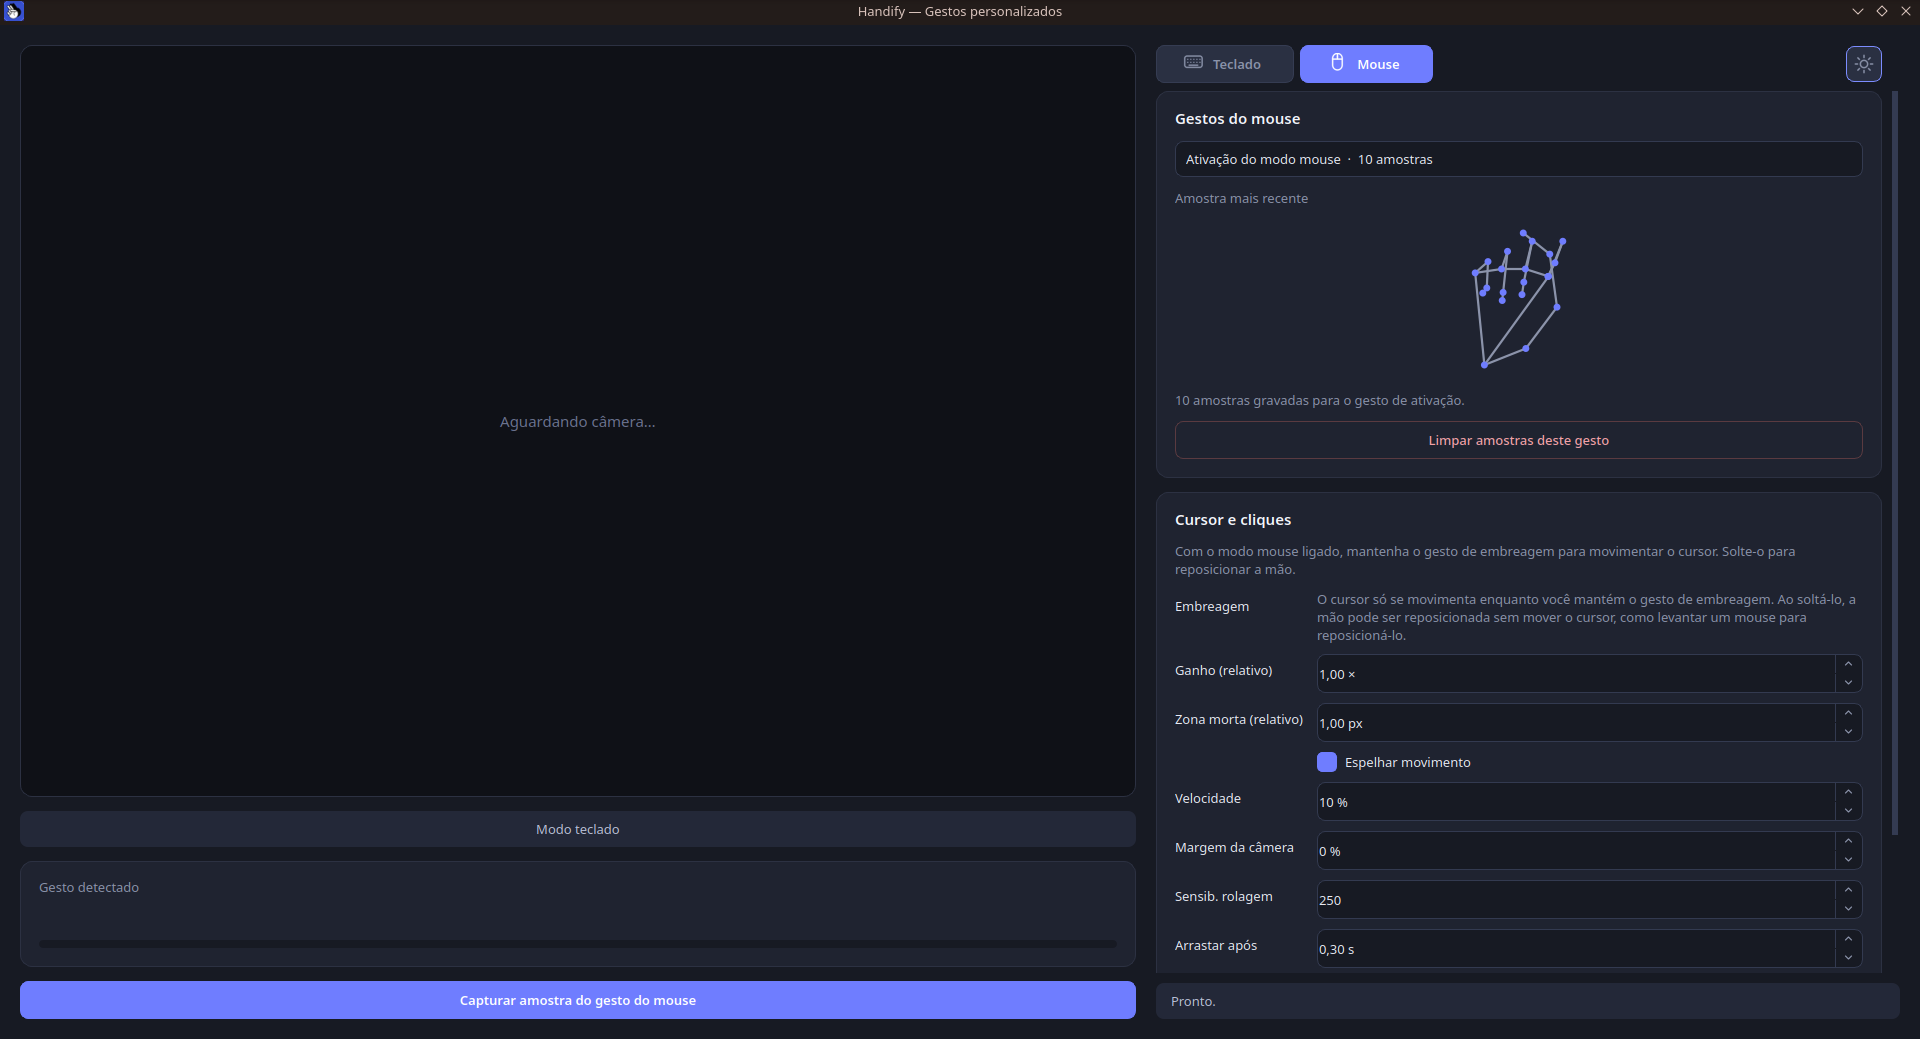 Handify — Gestos personalizados
Aguardando câmera...
Modo teclado
Gesto detectado
Capturar amostra do gesto do mouse
Teclado
Mouse
Gestos do mouse
Ativação do modo mouse · 10 amostras
Amostra mais recente
10 amostras gravadas para o gesto de ativação.
Limpar amostras deste gesto
Cursor e cliques
Com o modo mouse ligado, mantenha o gesto de embreagem para movimentar o cursor. Solte-o para
reposicionar a mão.
Embreagem
O cursor só se movimenta enquanto você mantém o gesto de embreagem. Ao soltá-lo, a
mão pode ser reposicionada sem mover o cursor, como levantar um mouse para
reposicioná-lo.
Ganho (relativo)
1,00 ×
Zona morta (relativo)
1,00 px
Espelhar movimento
Velocidade
10 %
Margem da câmera
0 %
Sensib. rolagem
250
Arrastar após
0,30 s
Pronto.